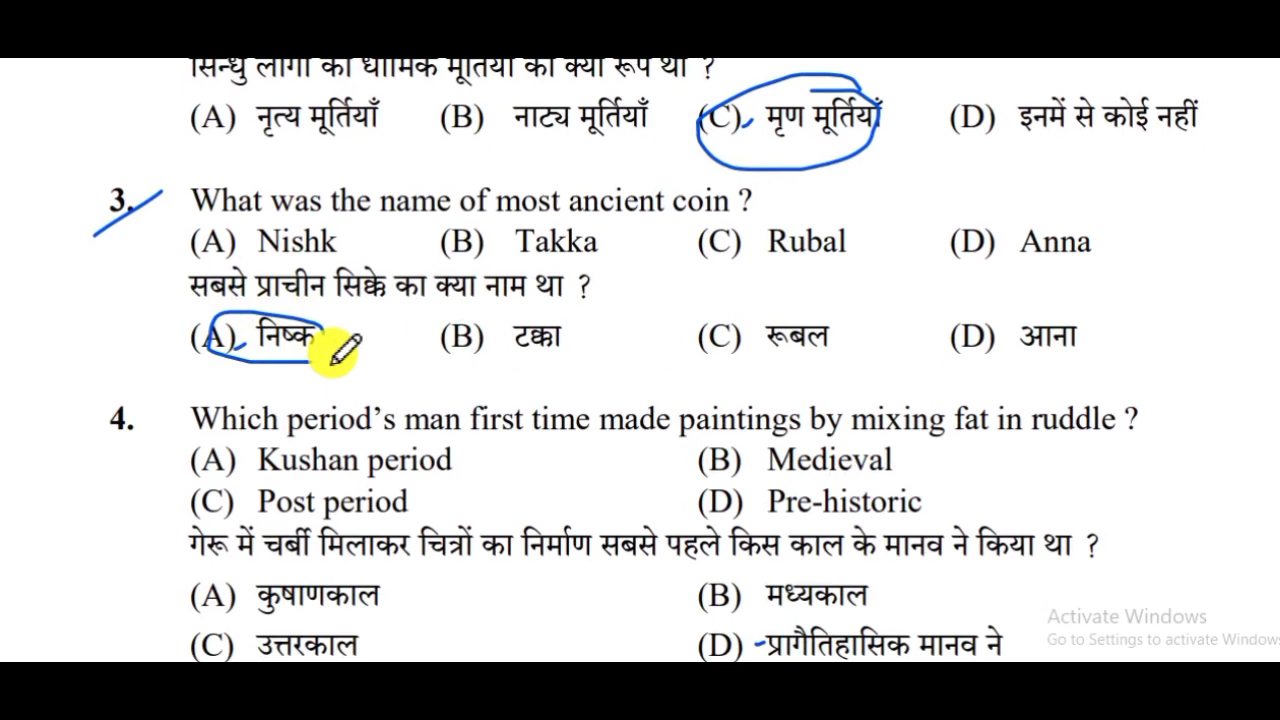 सिन्धु लोगों की धार्मिक मूर्तियों का क्या रूप था ?
(A) नृत्य मूर्तियाँ (B) नाट्य मूर्तियाँ (C) मृण मूर्तियाँ (D) इनमें से कोई नहीं
3. What was the name of most ancient coin ?
(A) Nishk (B) Takka (C) Rubal (D) Anna
सबसे प्राचीन सिक्के का क्या नाम था ?
(A) निष्क (B) टक्का (C) रूबल (D) आना
4. Which period's man first time made paintings by mixing fat in ruddle ?
(A) Kushan period (B) Medieval
(C) Post period (D) Pre-historic
गेरू में चर्बी मिलाकर चित्रों का निर्माण सबसे पहले किस काल के मानव ने किया था ?
(A) कुषाणकाल (B) मध्यकाल
(C) उत्तरकाल (D) प्रागैतिहासिक मानव ने
Activate Windows
Go to Settings to activate Windows